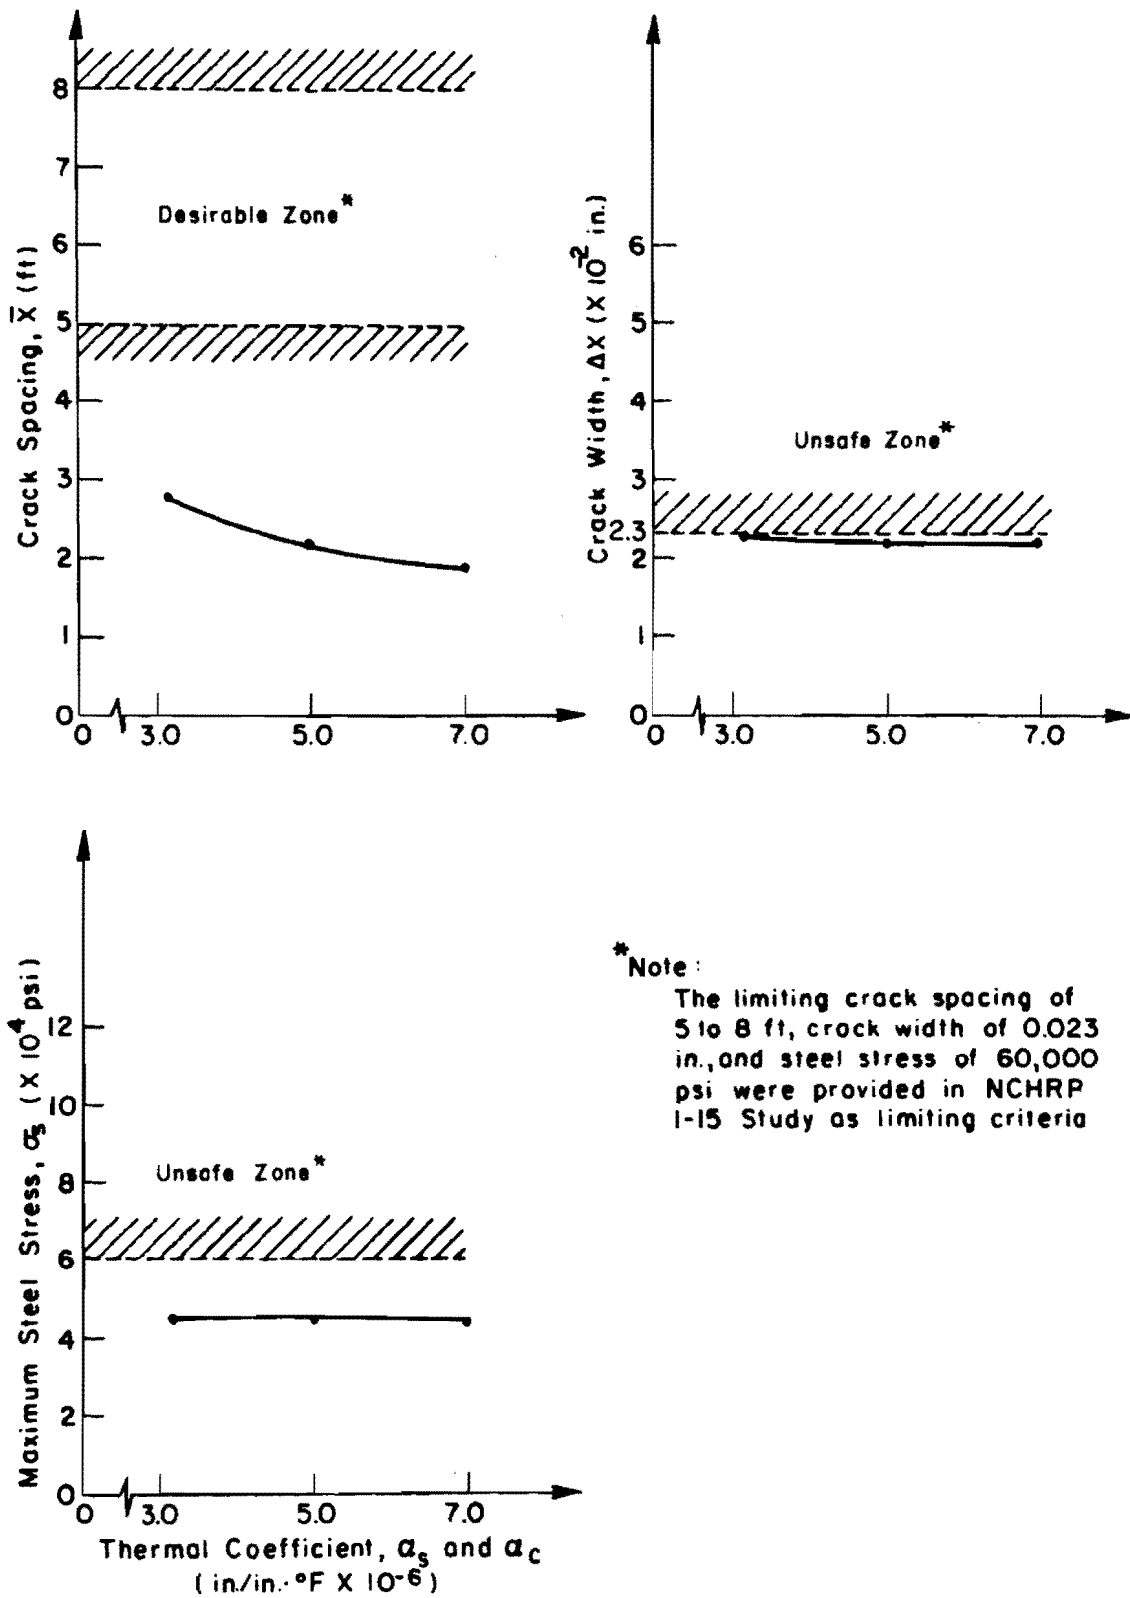 8
7
Desirable Zone*
6
5
4
3
2
1
0
0 3.0 5.0 7.0
Crack Spacing, X̄ (ft)
6
5
4
Unsafe Zone*
3
2.3
2
1
0
0 3.0 5.0 7.0
Crack Width, ΔX (X 10⁻² in.)
12
10
Unsafe Zone*
8
6
4
2
0
0 3.0 5.0 7.0
Maximum Steel Stress, σₛ (X 10⁴ psi)
Thermal Coefficient, αₛ and α_c
(in./in.·°F X 10⁻⁶)
*Note:
The limiting crack spacing of
5 to 8 ft, crack width of 0.023
in., and steel stress of 60,000
psi were provided in NCHRP
1-15 Study as limiting criteria